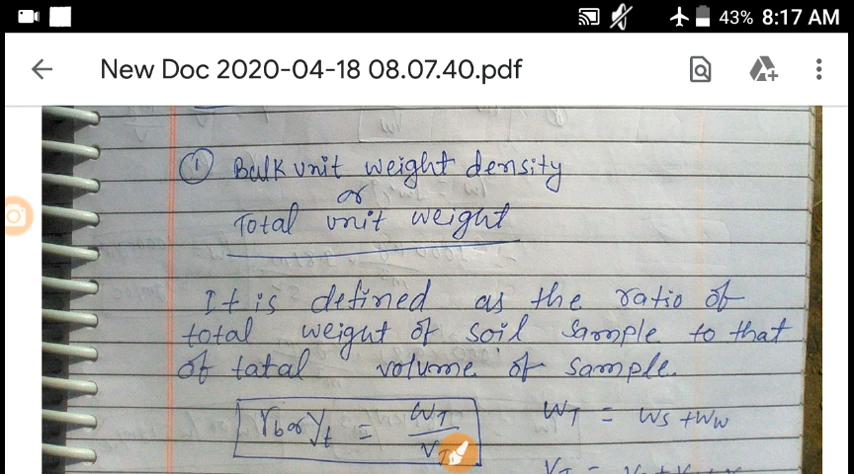 43% 8:17 AM
New Doc 2020-04-18 08.07.40.pdf
① Bulk unit weight density
or
Total unit weight
It is defined as the ratio of
total weight of soil sample to that
of tatal volume of sample.
γb or γt = WT / VT WT = Ws + Ww
VT =